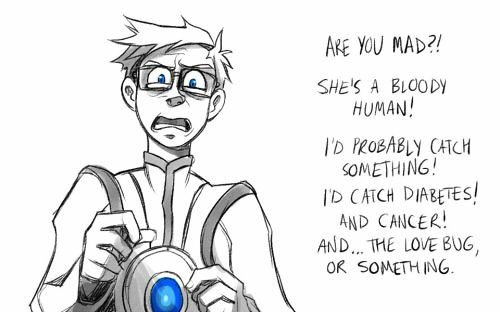 ARE YOU MAD?!
SHE'S A BLOODY
HUMAN!
I'D PROBABLY CATCH
SOMETHING!
I'D CATCH DIABETES!
AND CANCER!
AND... THE LOVE BUG,
OR SOMETHING.